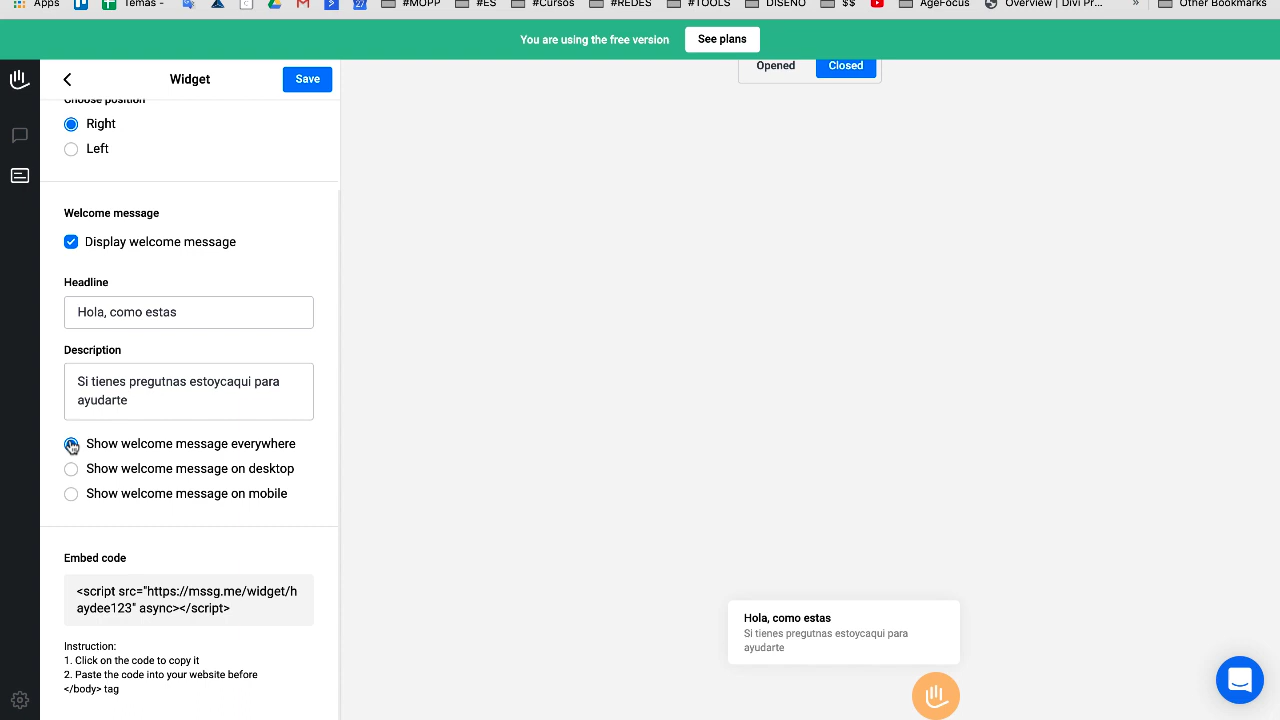 Apps
Temas -
#MOPP
#ES
#Cursos
#REDES
#TOOLS
DISEÑO
$$
AgeFocus
Overview | Divi Pr...
»
Other Bookmarks
You are using the free version
See plans
Widget
Save
Opened
Closed
Choose position
Right
Left
Welcome message
Display welcome message
Headline
Hola, como estas
Description
Si tienes pregutnas estoycaqui para
ayudarte
Show welcome message everywhere
Show welcome message on desktop
Show welcome message on mobile
Embed code
<script src="https://mssg.me/widget/h
aydee123" async></script>
Instruction:
1. Click on the code to copy it
2. Paste the code into your website before
</body> tag
Hola, como estas
Si tienes pregutnas estoycaqui para
ayudarte